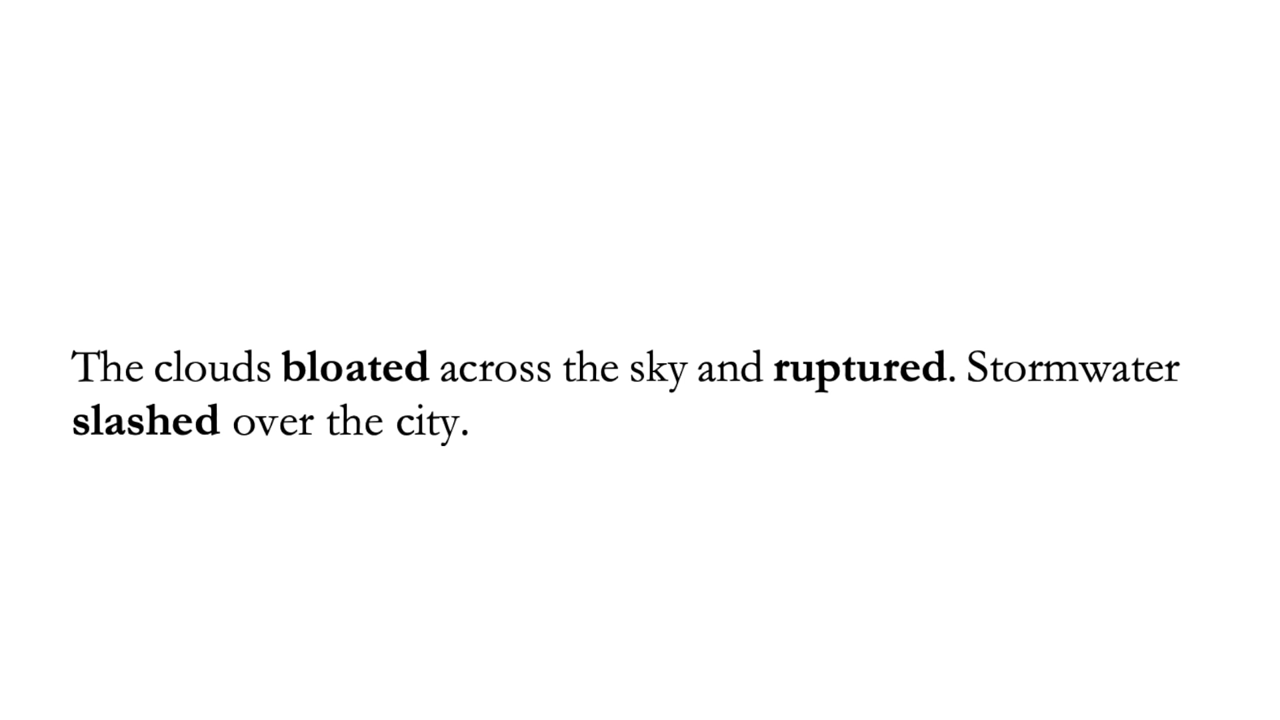 The clouds bloated across the sky and ruptured. Stormwater
slashed over the city.